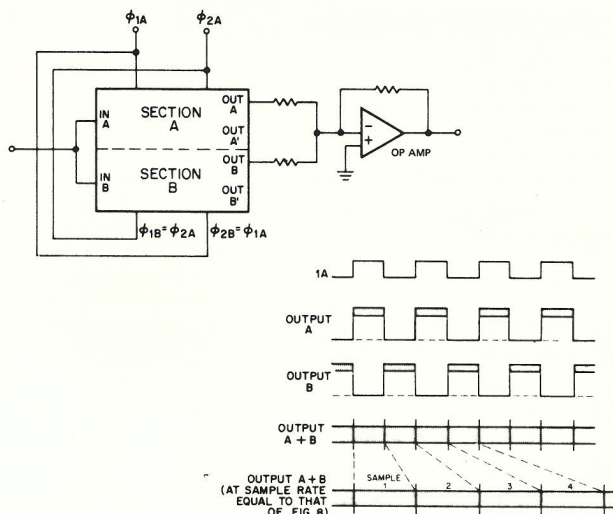 ϕ1A ϕ2A
SECTION A
IN A
OUT A
OUT A'
IN B
SECTION B
OUT B
OUT B'
OP AMP
ϕ1B = ϕ2A ϕ2B = ϕ1A
1A
OUTPUT A
OUTPUT B
OUTPUT A + B
OUTPUT A + B
(AT SAMPLE RATE
EQUAL TO THAT
OF FIG. 8)
SAMPLE
1 2 3 4